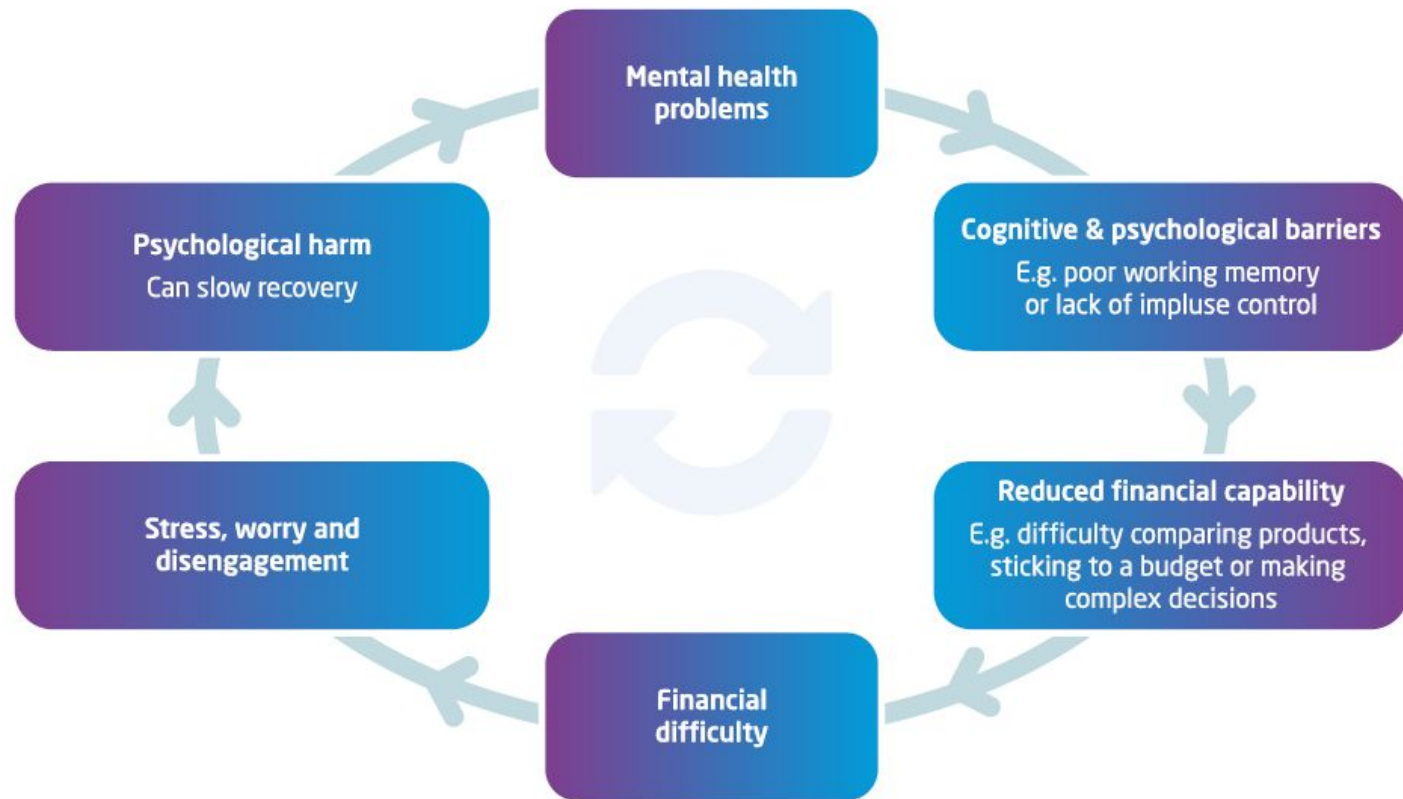 Mental health
problems
Cognitive & psychological barriers
E.g. poor working memory
or lack of impluse control
Reduced financial capability
E.g. difficulty comparing products,
sticking to a budget or making
complex decisions
Financial
difficulty
Stress, worry and
disengagement
Psychological harm
Can slow recovery